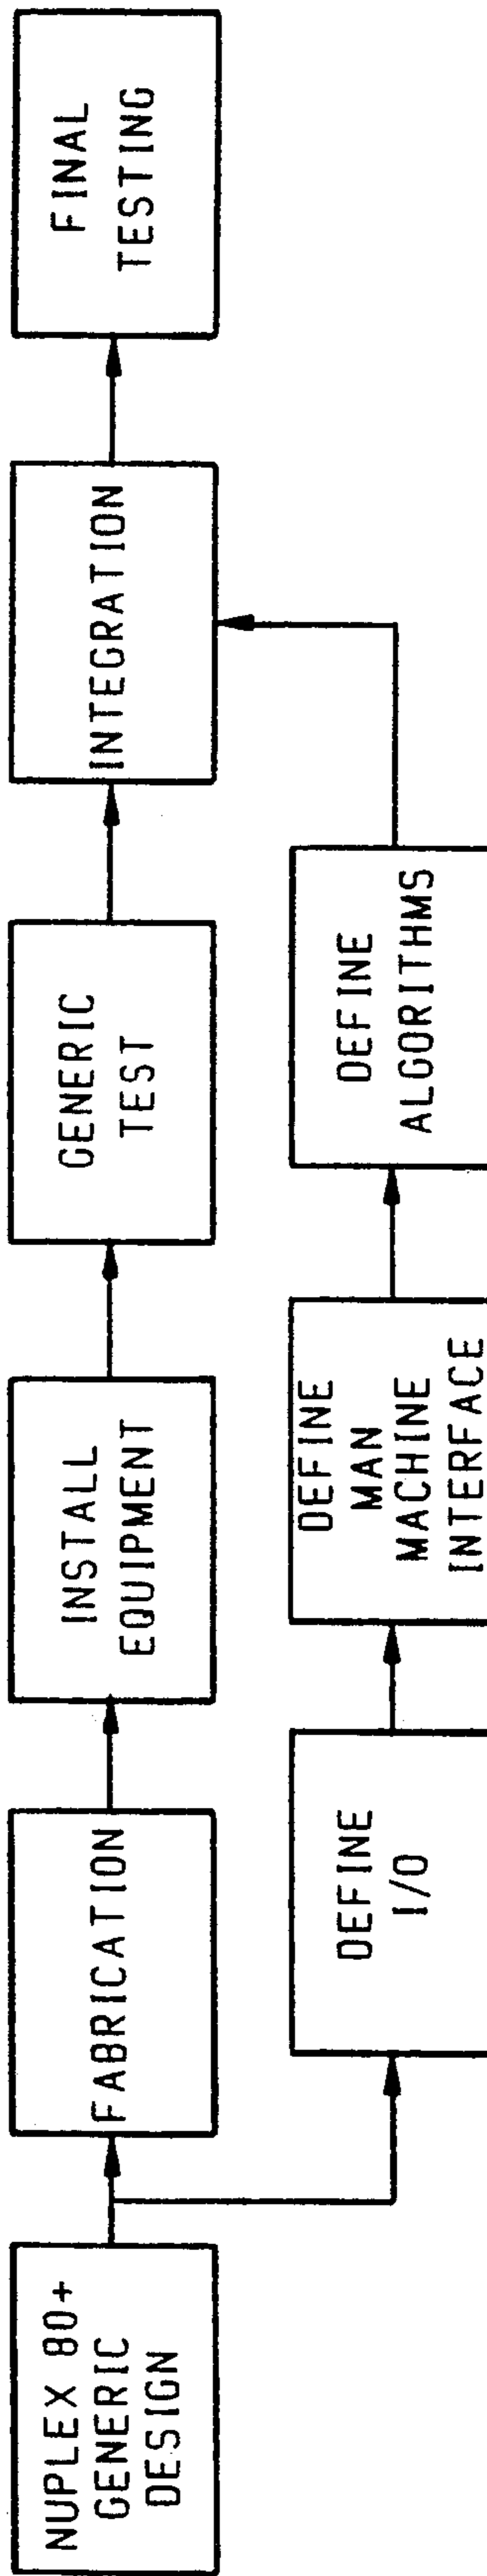 NUPLEX 80+
GENERIC
DESIGN
FABRICATION
INSTALL
EQUIPMENT
GENERIC
TEST
INTEGRATION
FINAL
TESTING
DEFINE
I/O
DEFINE
MAN
MACHINE
INTERFACE
DEFINE
ALGORITHMS